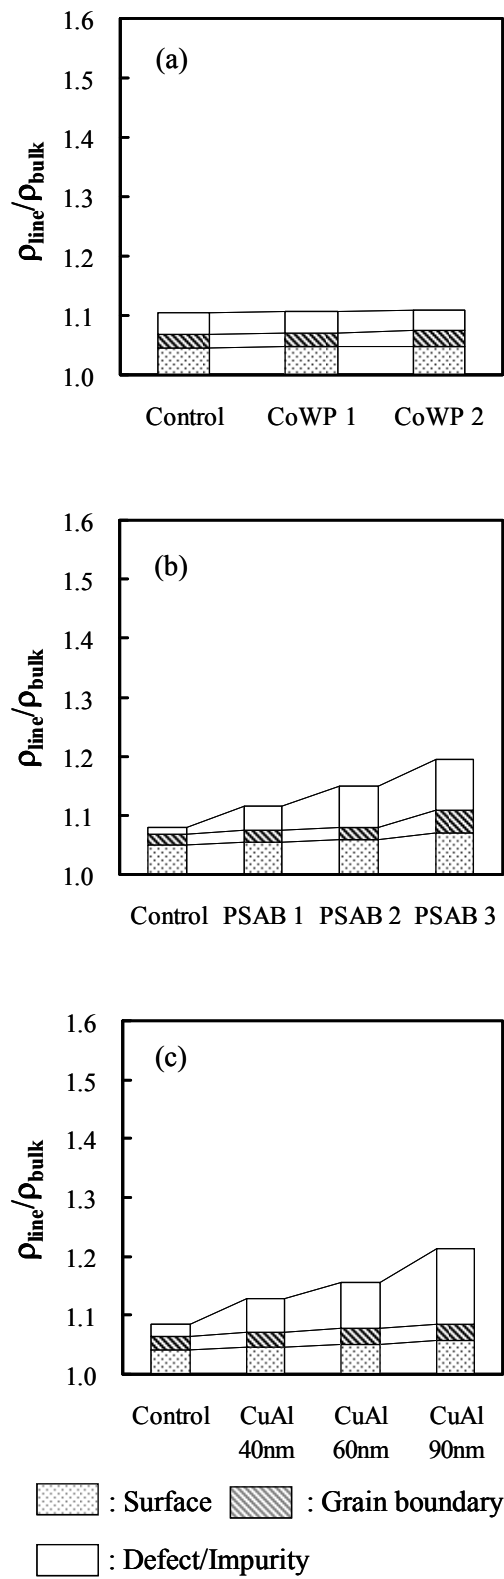 (a)
1.6
1.5
1.4
1.3
1.2
1.1
1.0
ρline/ρbulk
Control CoWP 1 CoWP 2
(b)
1.6
1.5
1.4
1.3
1.2
1.1
1.0
ρline/ρbulk
Control PSAB 1 PSAB 2 PSAB 3
(c)
1.6
1.5
1.4
1.3
1.2
1.1
1.0
ρline/ρbulk
Control CuAl CuAl CuAl
40nm 60nm 90nm
: Surface : Grain boundary
: Defect/Impurity